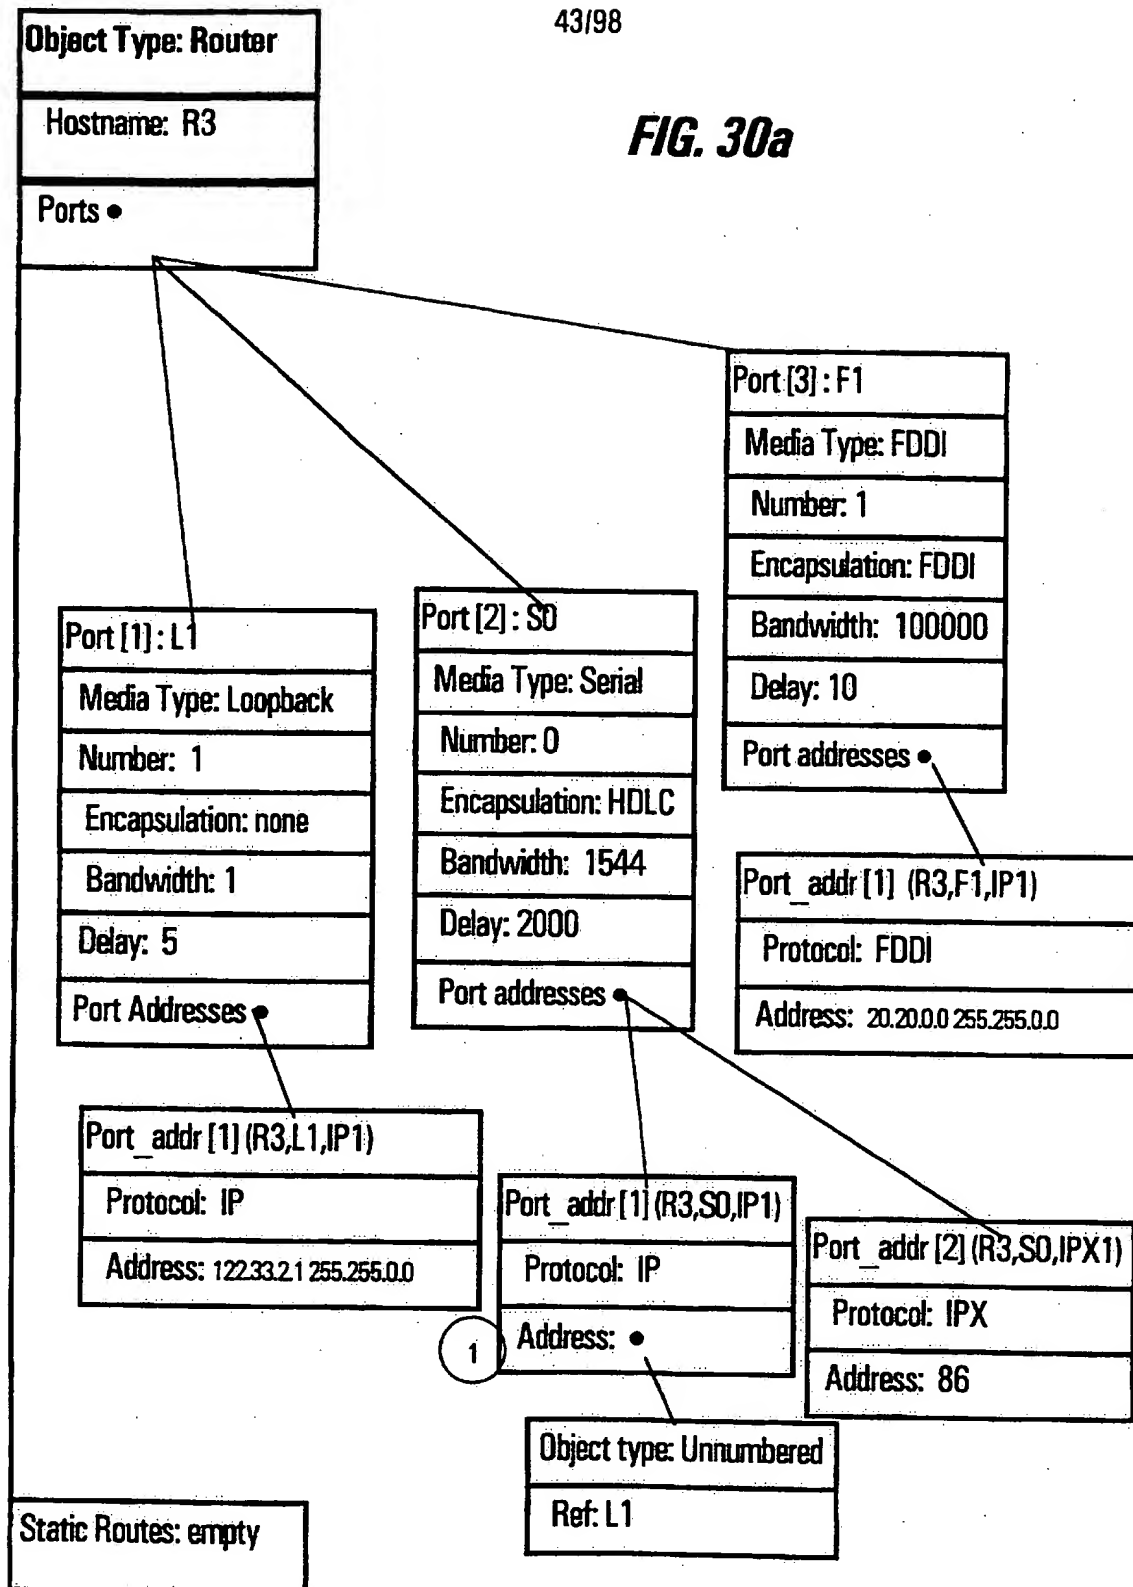 43/98
FIG. 30a
Object Type: Router
Hostname: R3
Ports
Port [3] : F1
Media Type: FDDI
Number: 1
Encapsulation: FDDI
Bandwidth: 100000
Delay: 10
Port addresses
Port [1] : L1
Media Type: Loopback
Number: 1
Encapsulation: none
Bandwidth: 1
Delay: 5
Port Addresses
Port [2] : S0
Media Type: Serial
Number: 0
Encapsulation: HDLC
Bandwidth: 1544
Delay: 2000
Port addresses
Port_addr [1] (R3,F1,IP1)
Protocol: FDDI
Address: 20.20.0.0 255.255.0.0
Port_addr [1] (R3,L1,IP1)
Protocol: IP
Address: 122.33.2.1 255.255.0.0
Port_addr [1] (R3,S0,IP1)
Protocol: IP
Address:
1
Port_addr [2] (R3,S0,IPX1)
Protocol: IPX
Address: 86
Object type: Unnumbered
Ref: L1
Static Routes: empty